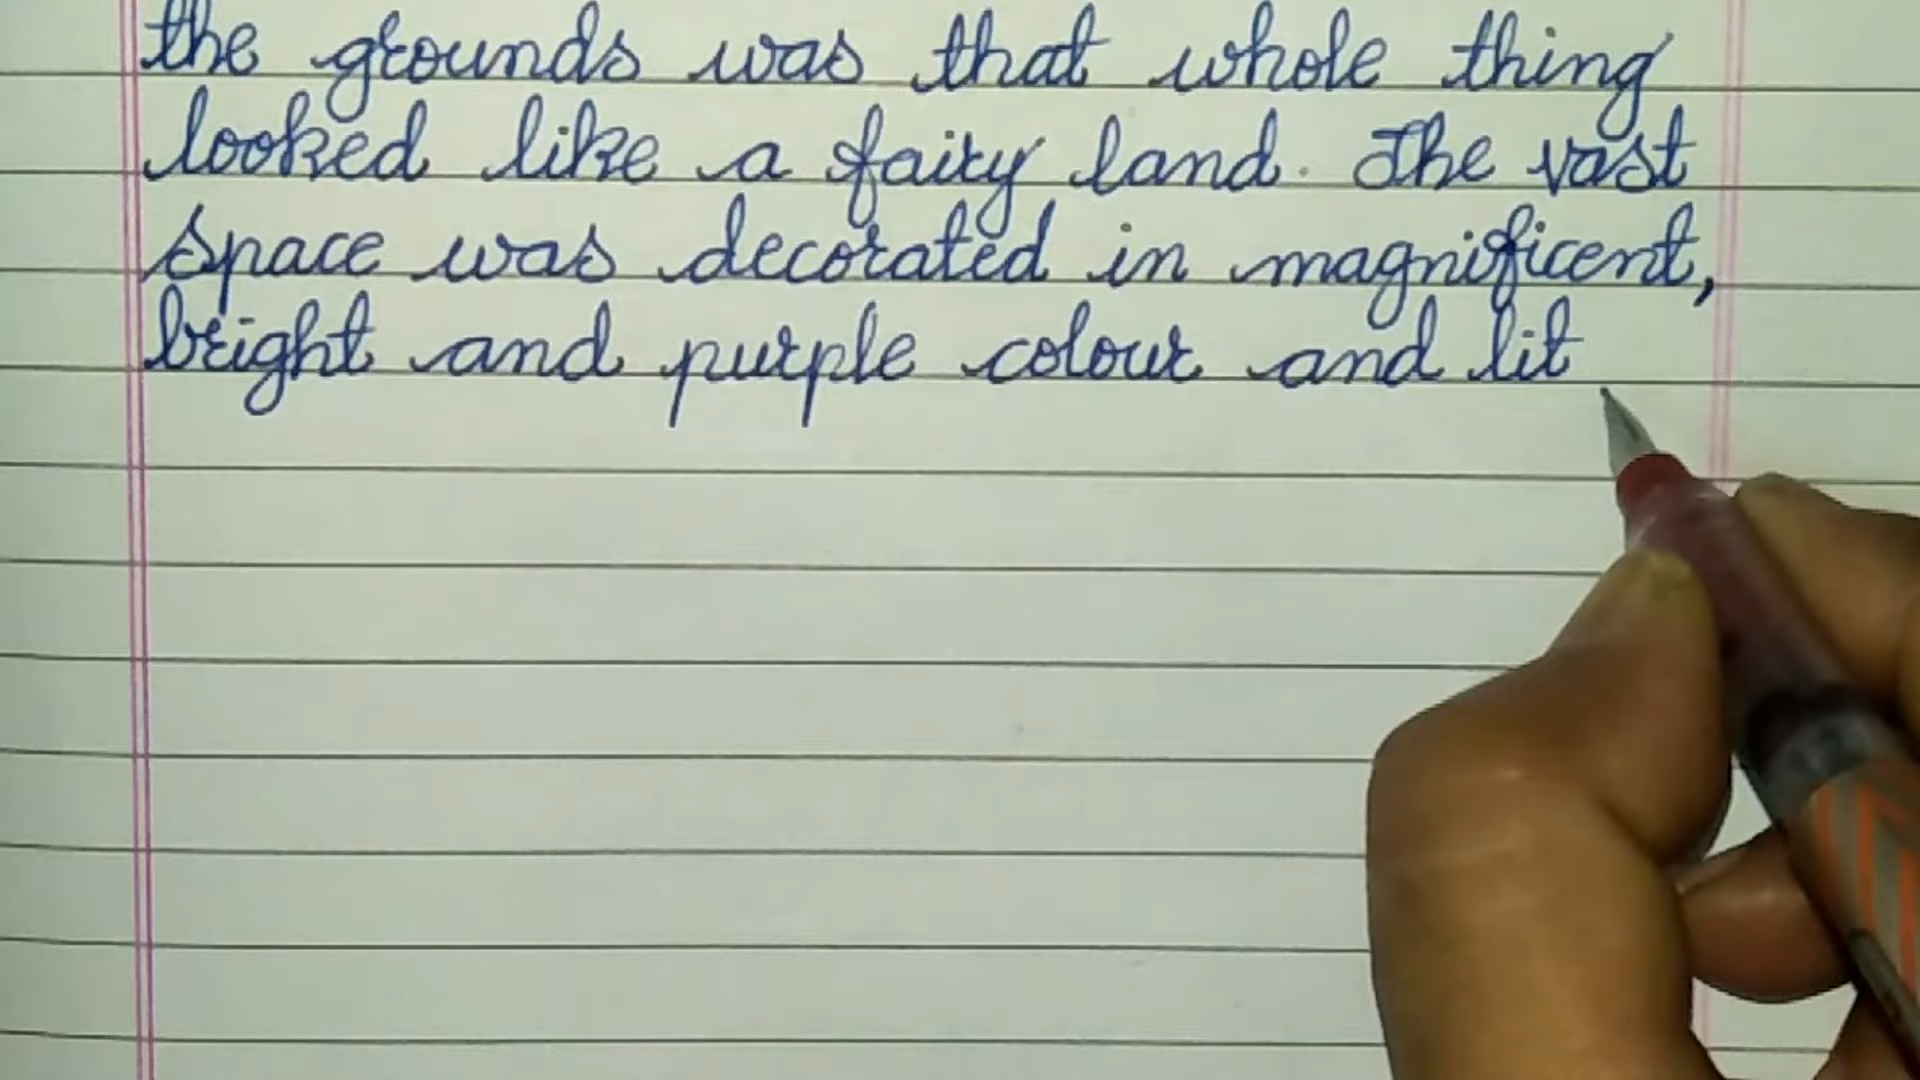 the grounds was that whole thing
looked like a fairy land. The vast
space was decorated in magnificent,
bright and purple colour and lit